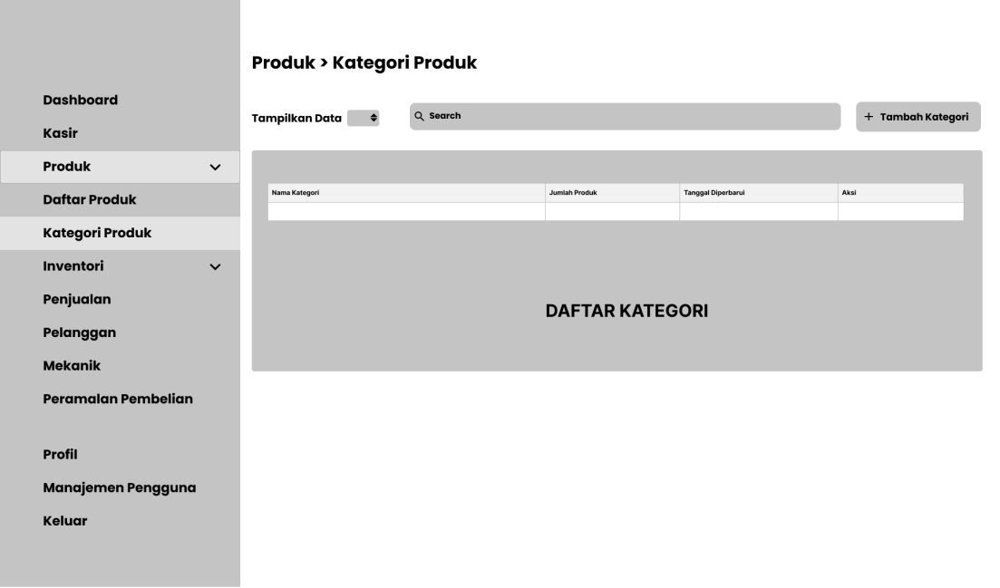 Dashboard
Kasir
Produk
Daftar Produk
Kategori Produk
Inventori
Penjualan
Pelanggan
Mekanik
Peramalan Pembelian
Profil
Manajemen Pengguna
Keluar
Produk > Kategori Produk
Tampilkan Data
Search
+ Tambah Kategori
Nama Kategori Jumlah Produk Tanggal Diperbarui Aksi
DAFTAR KATEGORI